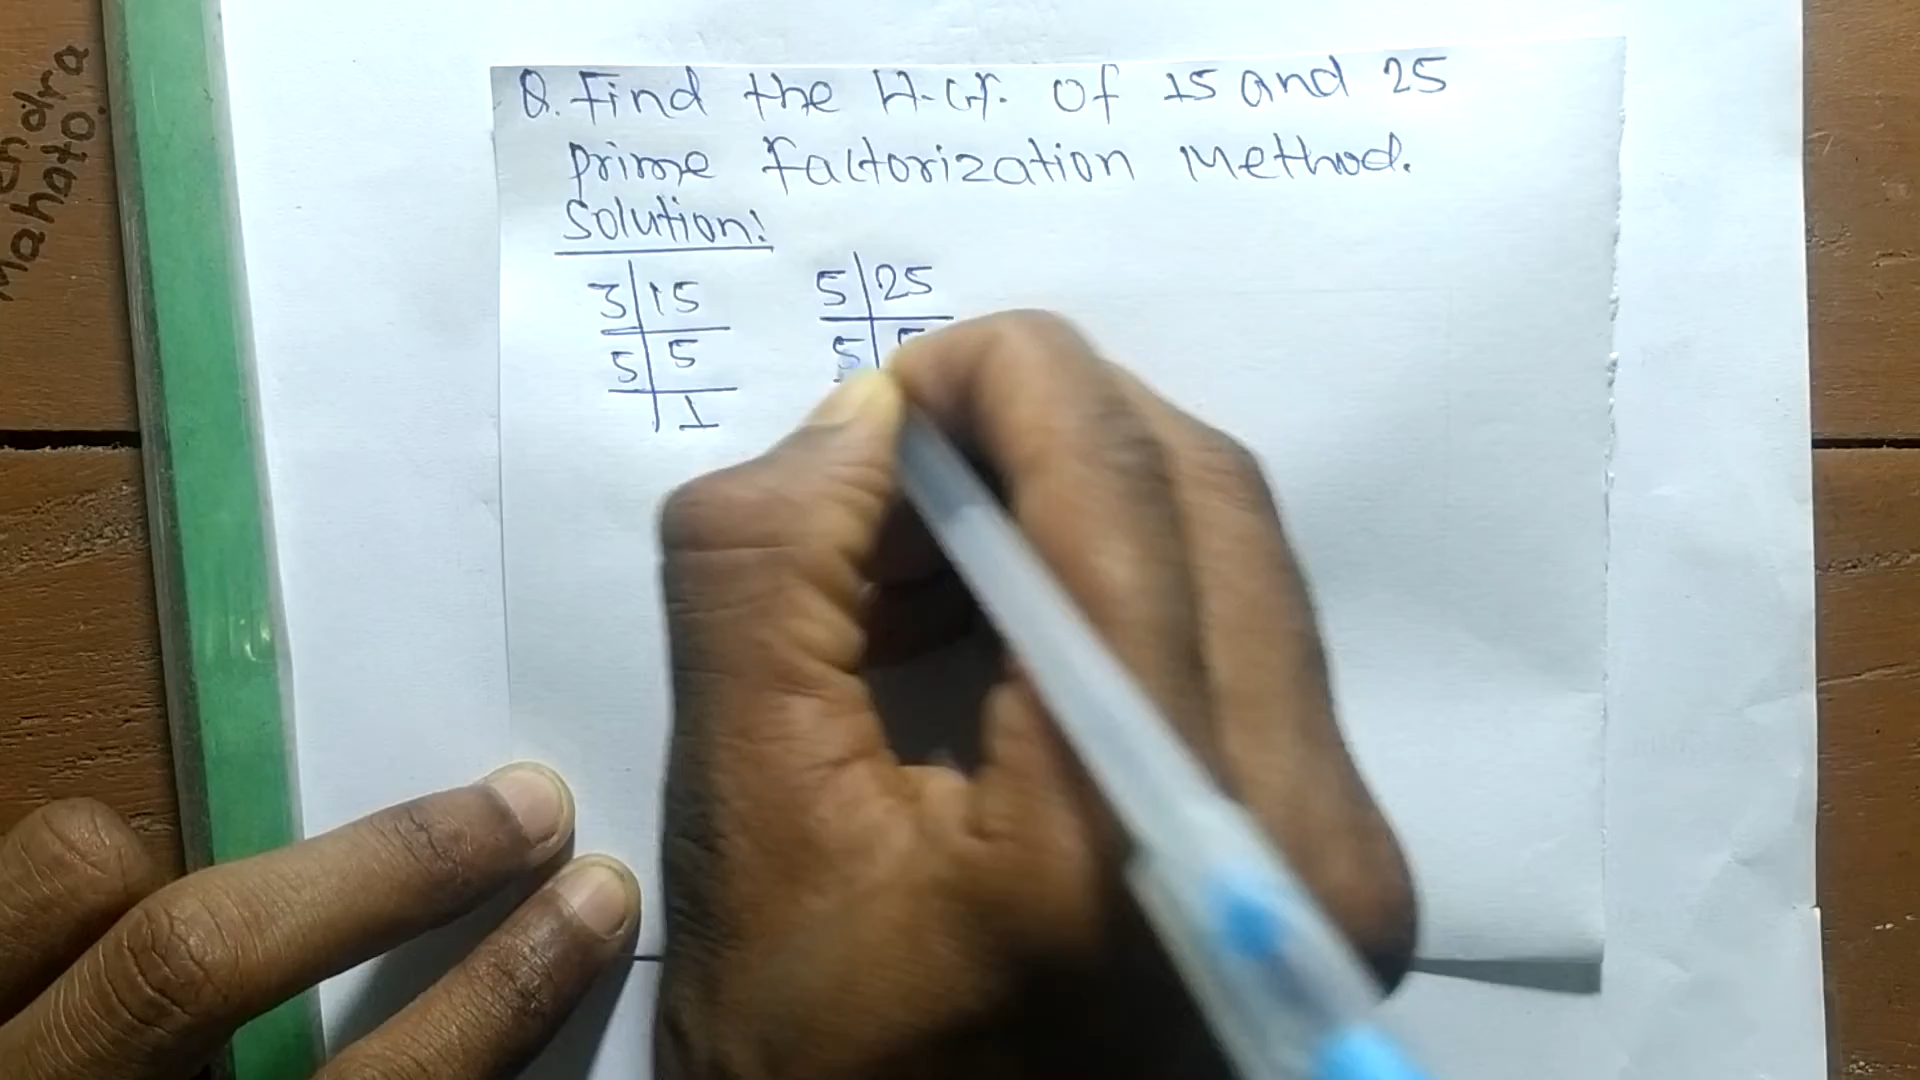 Q. Find the H.C.F. of 15 and 25
prime factorization Method.
Solution:
3 15 5 25
5 5 5 5
1
Mahato.